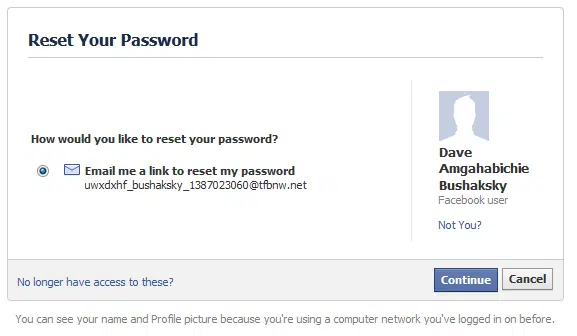 Reset Your Password
How would you like to reset your password?
Email me a link to reset my password
uwxdxhf_bushaksky_1387023060@tfbnw.net
Dave
Amgahabichie
Bushaksky
Facebook user
Not You?
No longer have access to these?
Continue
Cancel
You can see your name and Profile picture because you're using a computer network you've logged in on before.